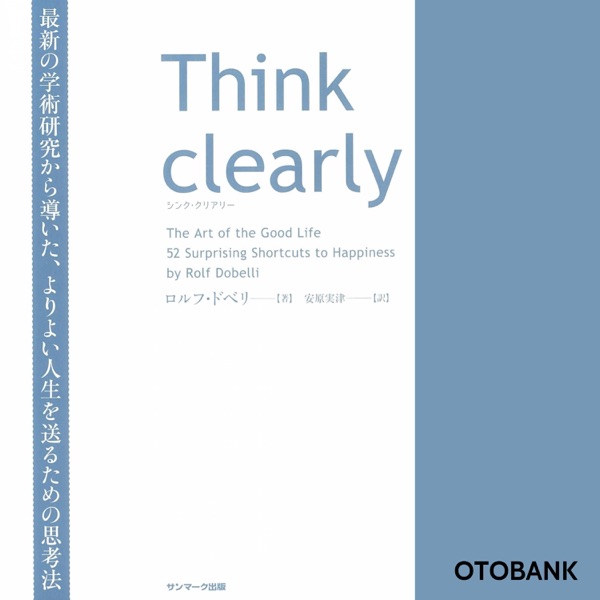 最新の学術研究から導いた、よりよい人生を送るための思考法
Think
clearly
シンク・クリアリー
The Art of the Good Life
52 Surprising Shortcuts to Happiness
by Rolf Dobelli
ロルフ・ドベリ──【著】 安原実津──【訳】
サンマーク出版
OTOBANK